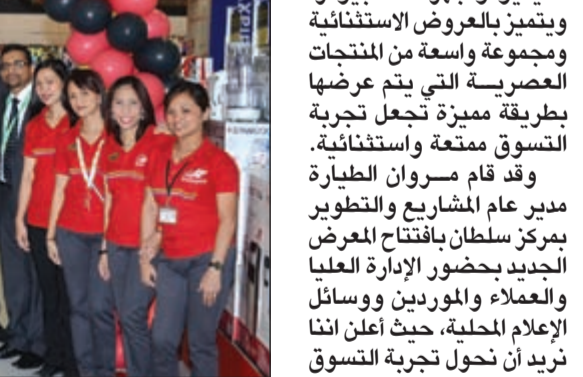 ويتميز بالعروض الاستثنائية
ومجموعة واسعة من المنتجات
العصريــة التي يتم عرضها
بطريقة مميزة تجعل تجربة
التسوق ممتعة واستثنائية.
وقد قام مــروان الطيارة
مدير عام المشاريع والتطوير
بمركز سلطان بافتتاح المعرض
الجديد بحضور الإدارة العليا
والعملاء والموردين ووسائل
الإعلام المحلية، حيث أعلن اننا
نريد أن نحول تجربة التسوق